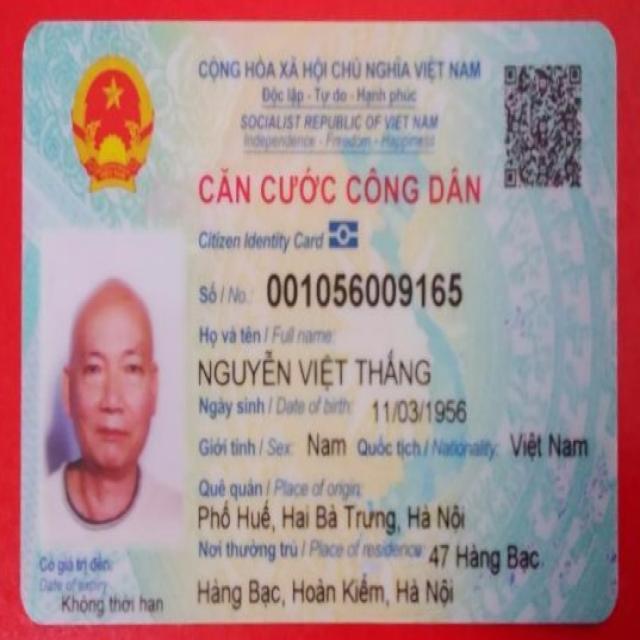 CỘNG HÒA XÃ HỘI CHỦ NGHĨA VIỆT NAM
Độc lập - Tự do - Hạnh phúc
SOCIALIST REPUBLIC OF VIET NAM
Independence - Freedom - Happiness
CĂN CƯỚC CÔNG DÂN
Citizen Identity Card
Số / No.: 001056009165
Họ và tên / Full name:
NGUYỄN VIỆT THẮNG
Ngày sinh / Date of birth: 11/03/1956
Giới tính / Sex: Nam Quốc tịch / Nationality: Việt Nam
Quê quán / Place of origin:
Phố Huế, Hai Bà Trưng, Hà Nội
Nơi thường trú / Place of residence: 47 Hàng Bạc
Hàng Bạc, Hoàn Kiếm, Hà Nội
Có giá trị đến:
Date of expiry
Không thời hạn